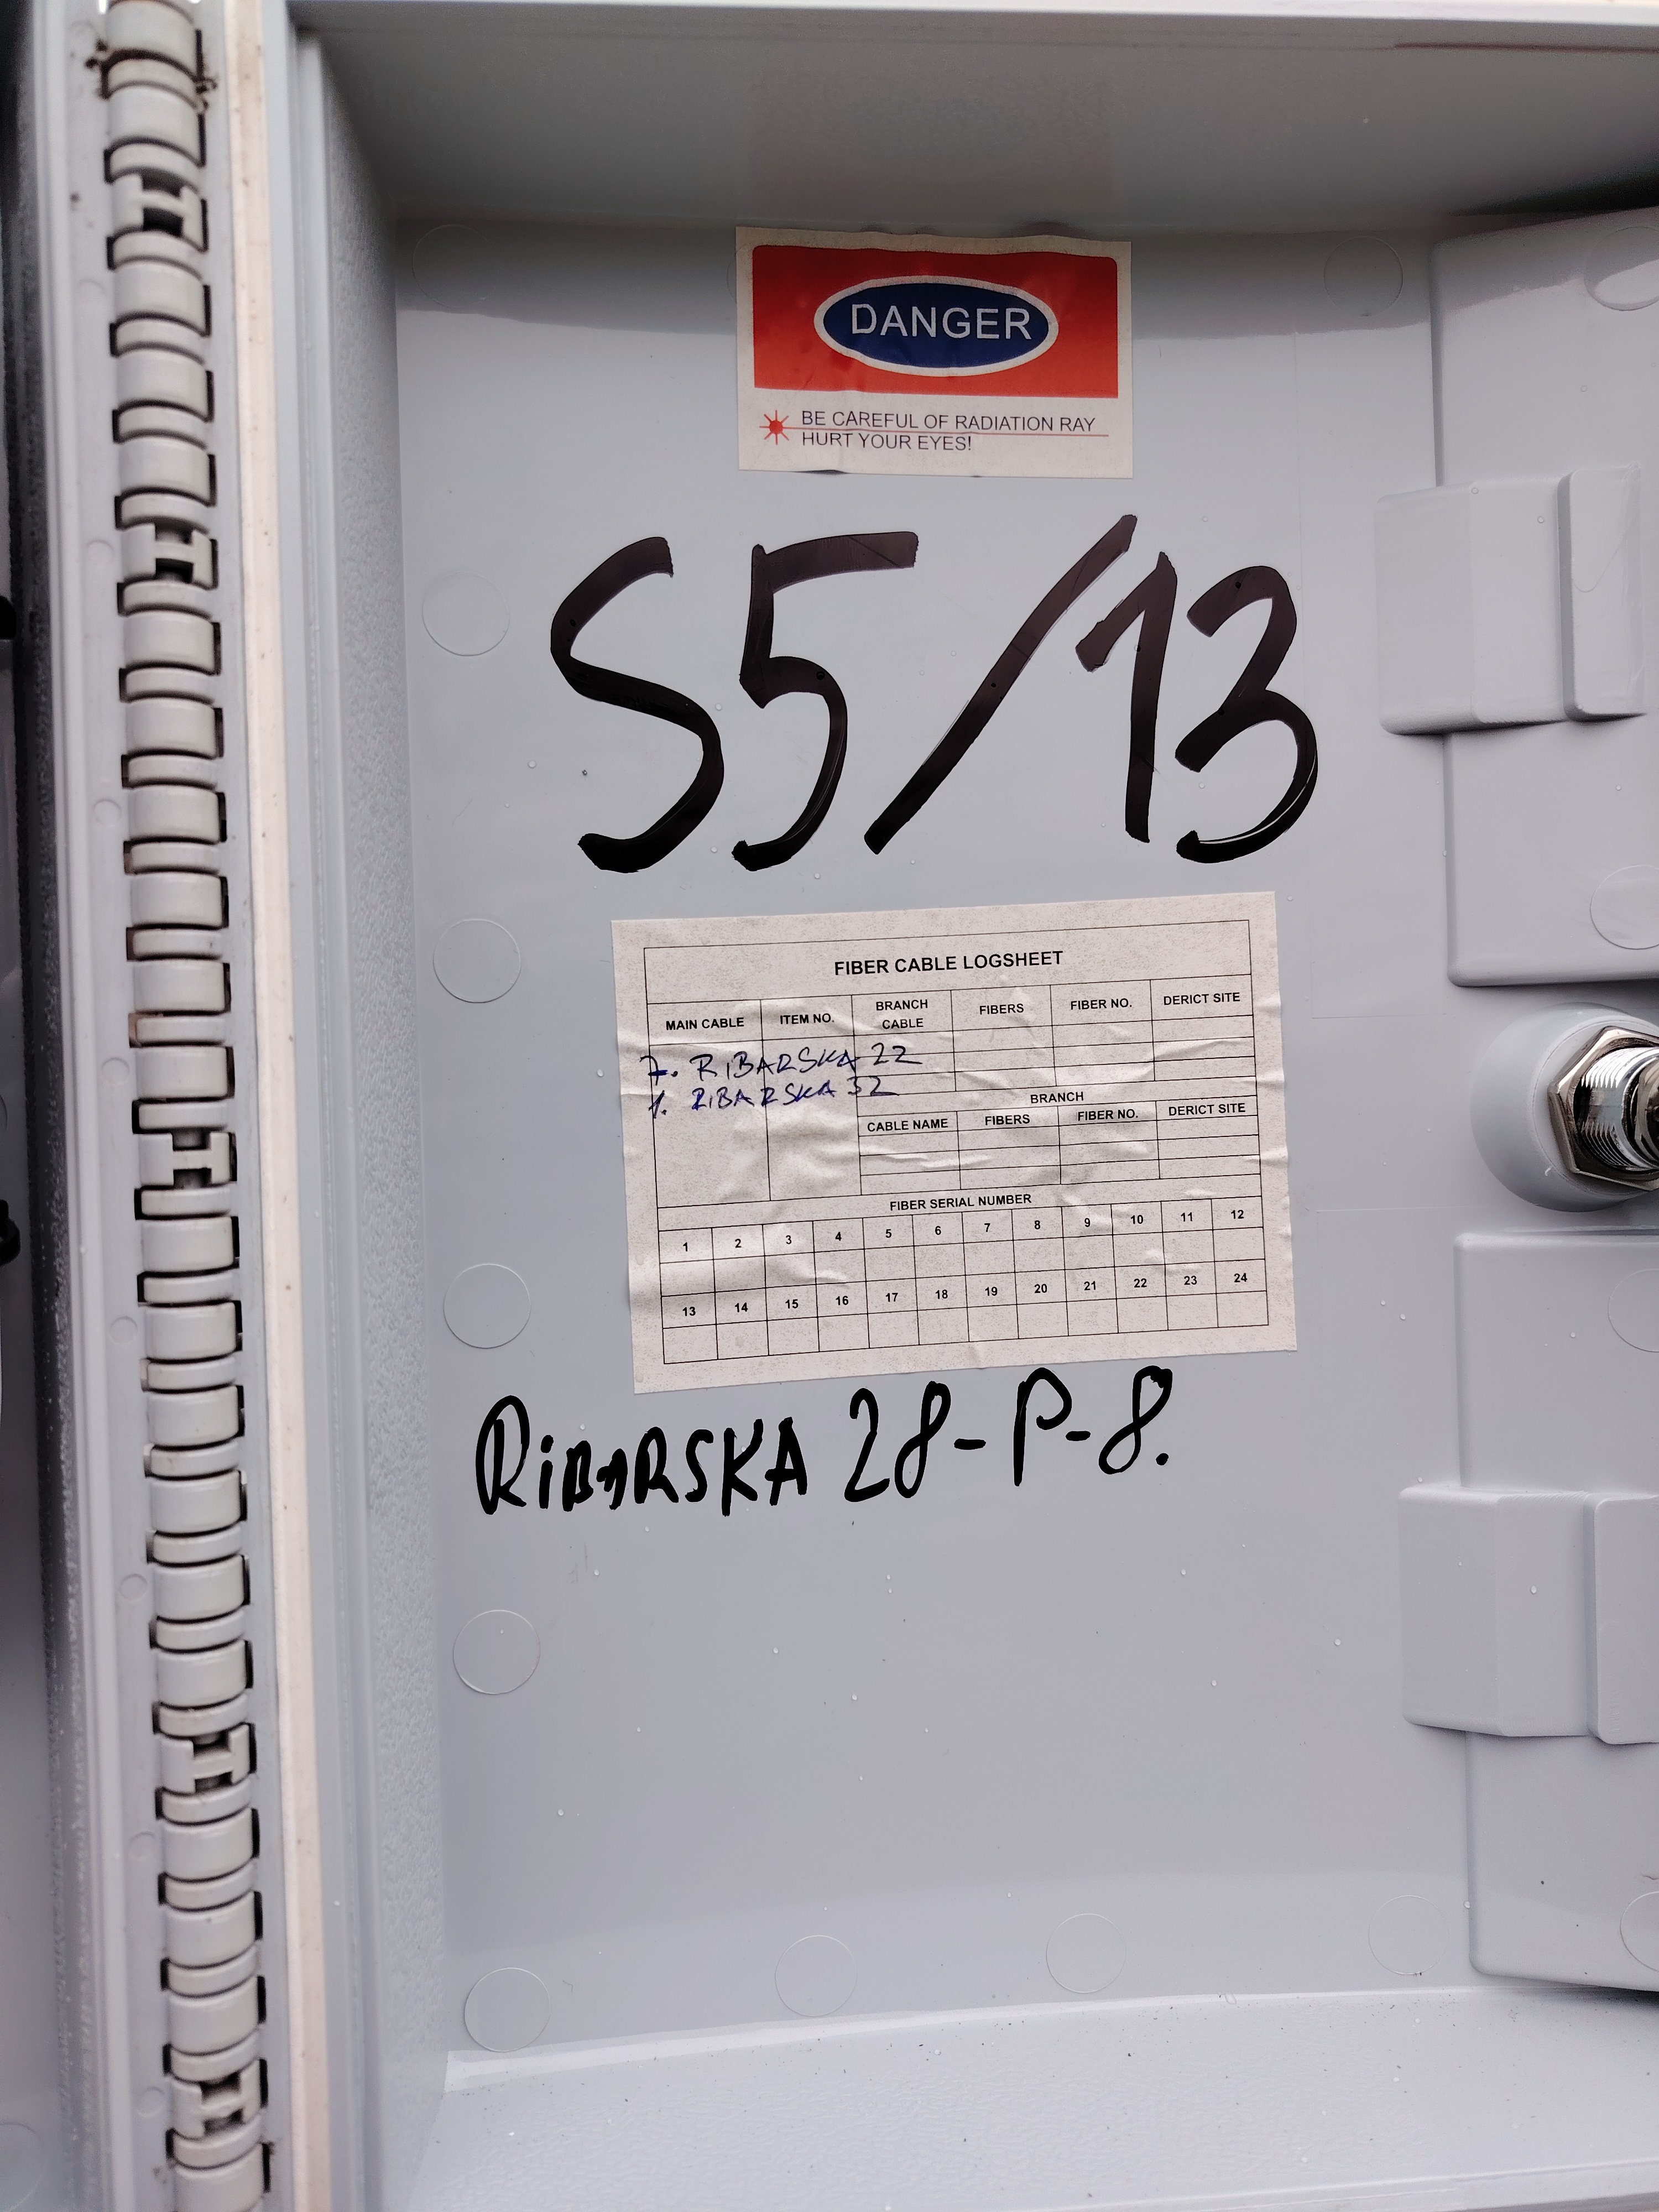 DANGER
BE CAREFUL OF RADIATION RAY
HURT YOUR EYES!
S5/13
FIBER CABLE LOGSHEET
MAIN CABLE ITEM NO. BRANCH CABLE FIBERS FIBER NO. DERICT SITE
7. RIBARSKA 22
1. RIBARSKA 32
BRANCH
CABLE NAME FIBERS FIBER NO. DERICT SITE
FIBER SERIAL NUMBER
1 2 3 4 5 6 7 8 9 10 11 12
13 14 15 16 17 18 19 20 21 22 23 24
RIBARSKA 28-P-8.